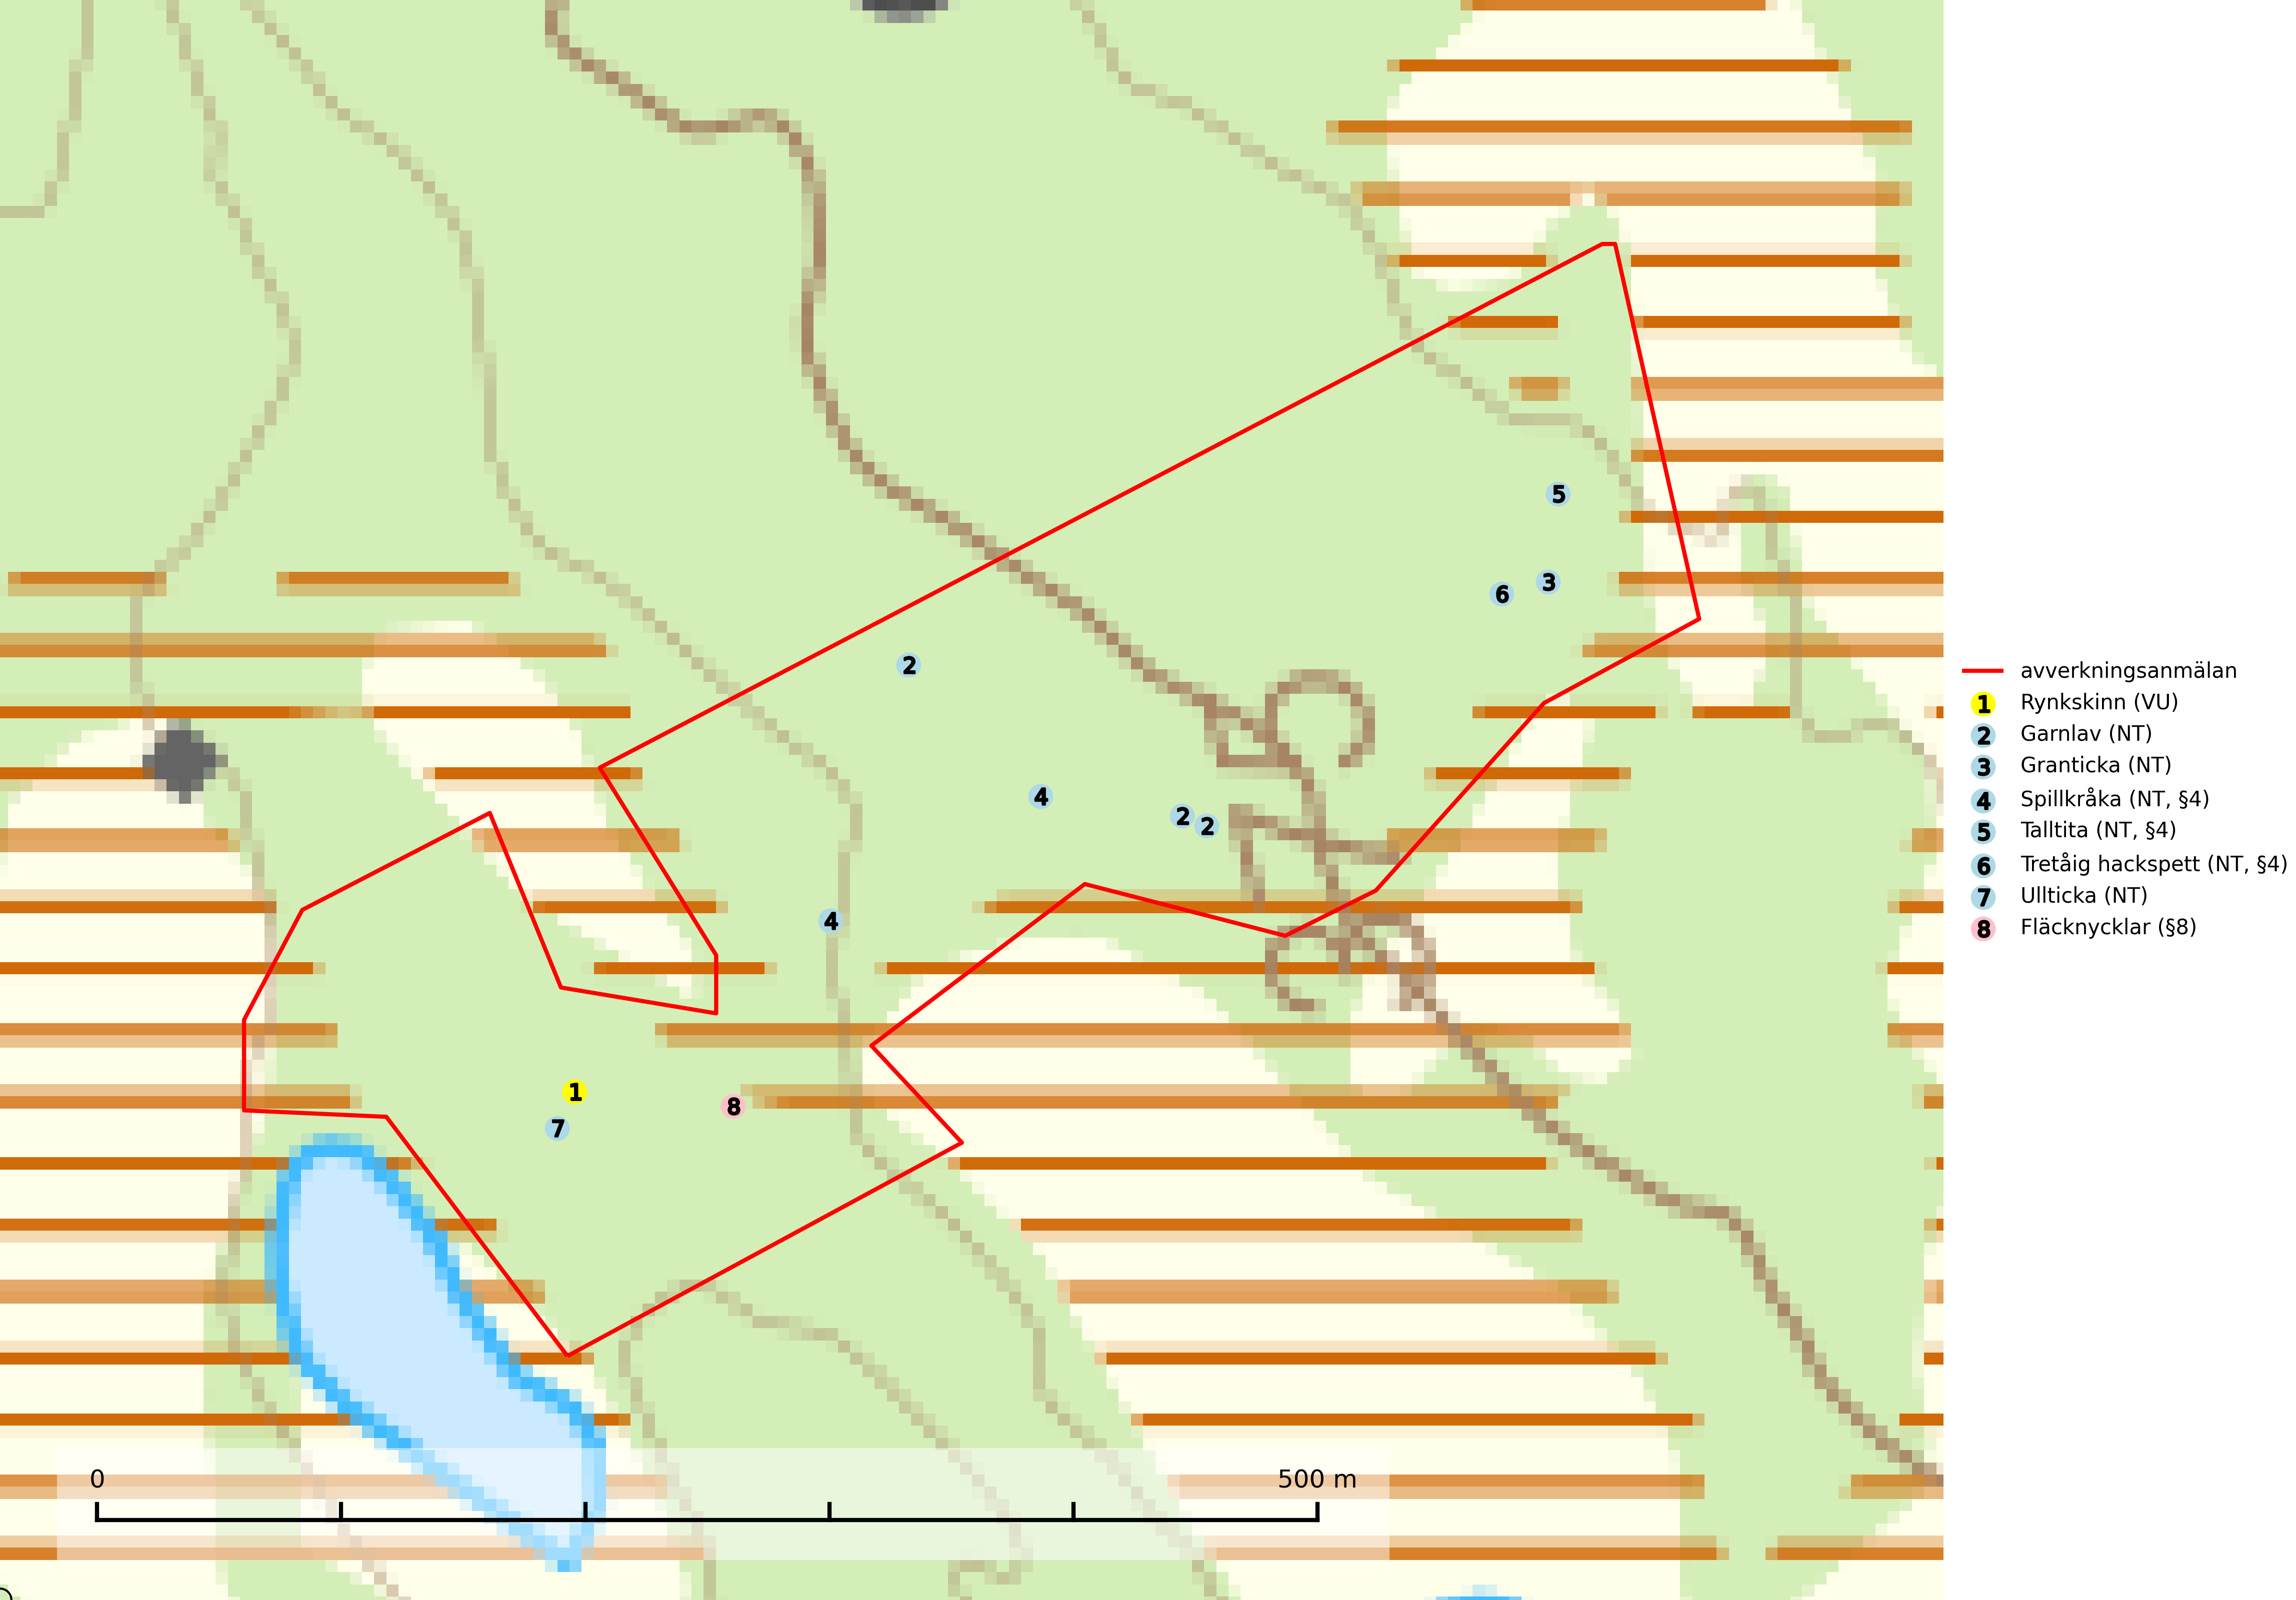 5
6
3
2
4
2
2
4
1
8
7
0
500 m
avverkningsanmälan
1 Rynkskinn (VU)
2 Garnlav (NT)
3 Granticka (NT)
4 Spillkråka (NT, §4)
5 Talltita (NT, §4)
6 Tretåig hackspett (NT, §4)
7 Ullticka (NT)
8 Fläcknycklar (§8)